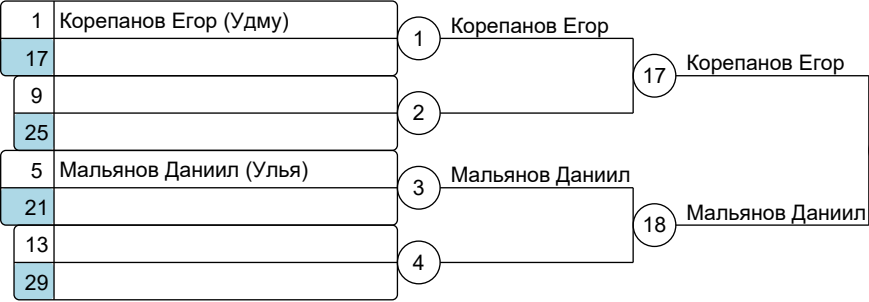 1 Корепанов Егор (Удму)
17
9
25
5 Мальянов Даниил (Улья)
21
13
29
1 Корепанов Егор
2
3 Мальянов Даниил
4
17 Корепанов Егор
18 Мальянов Даниил